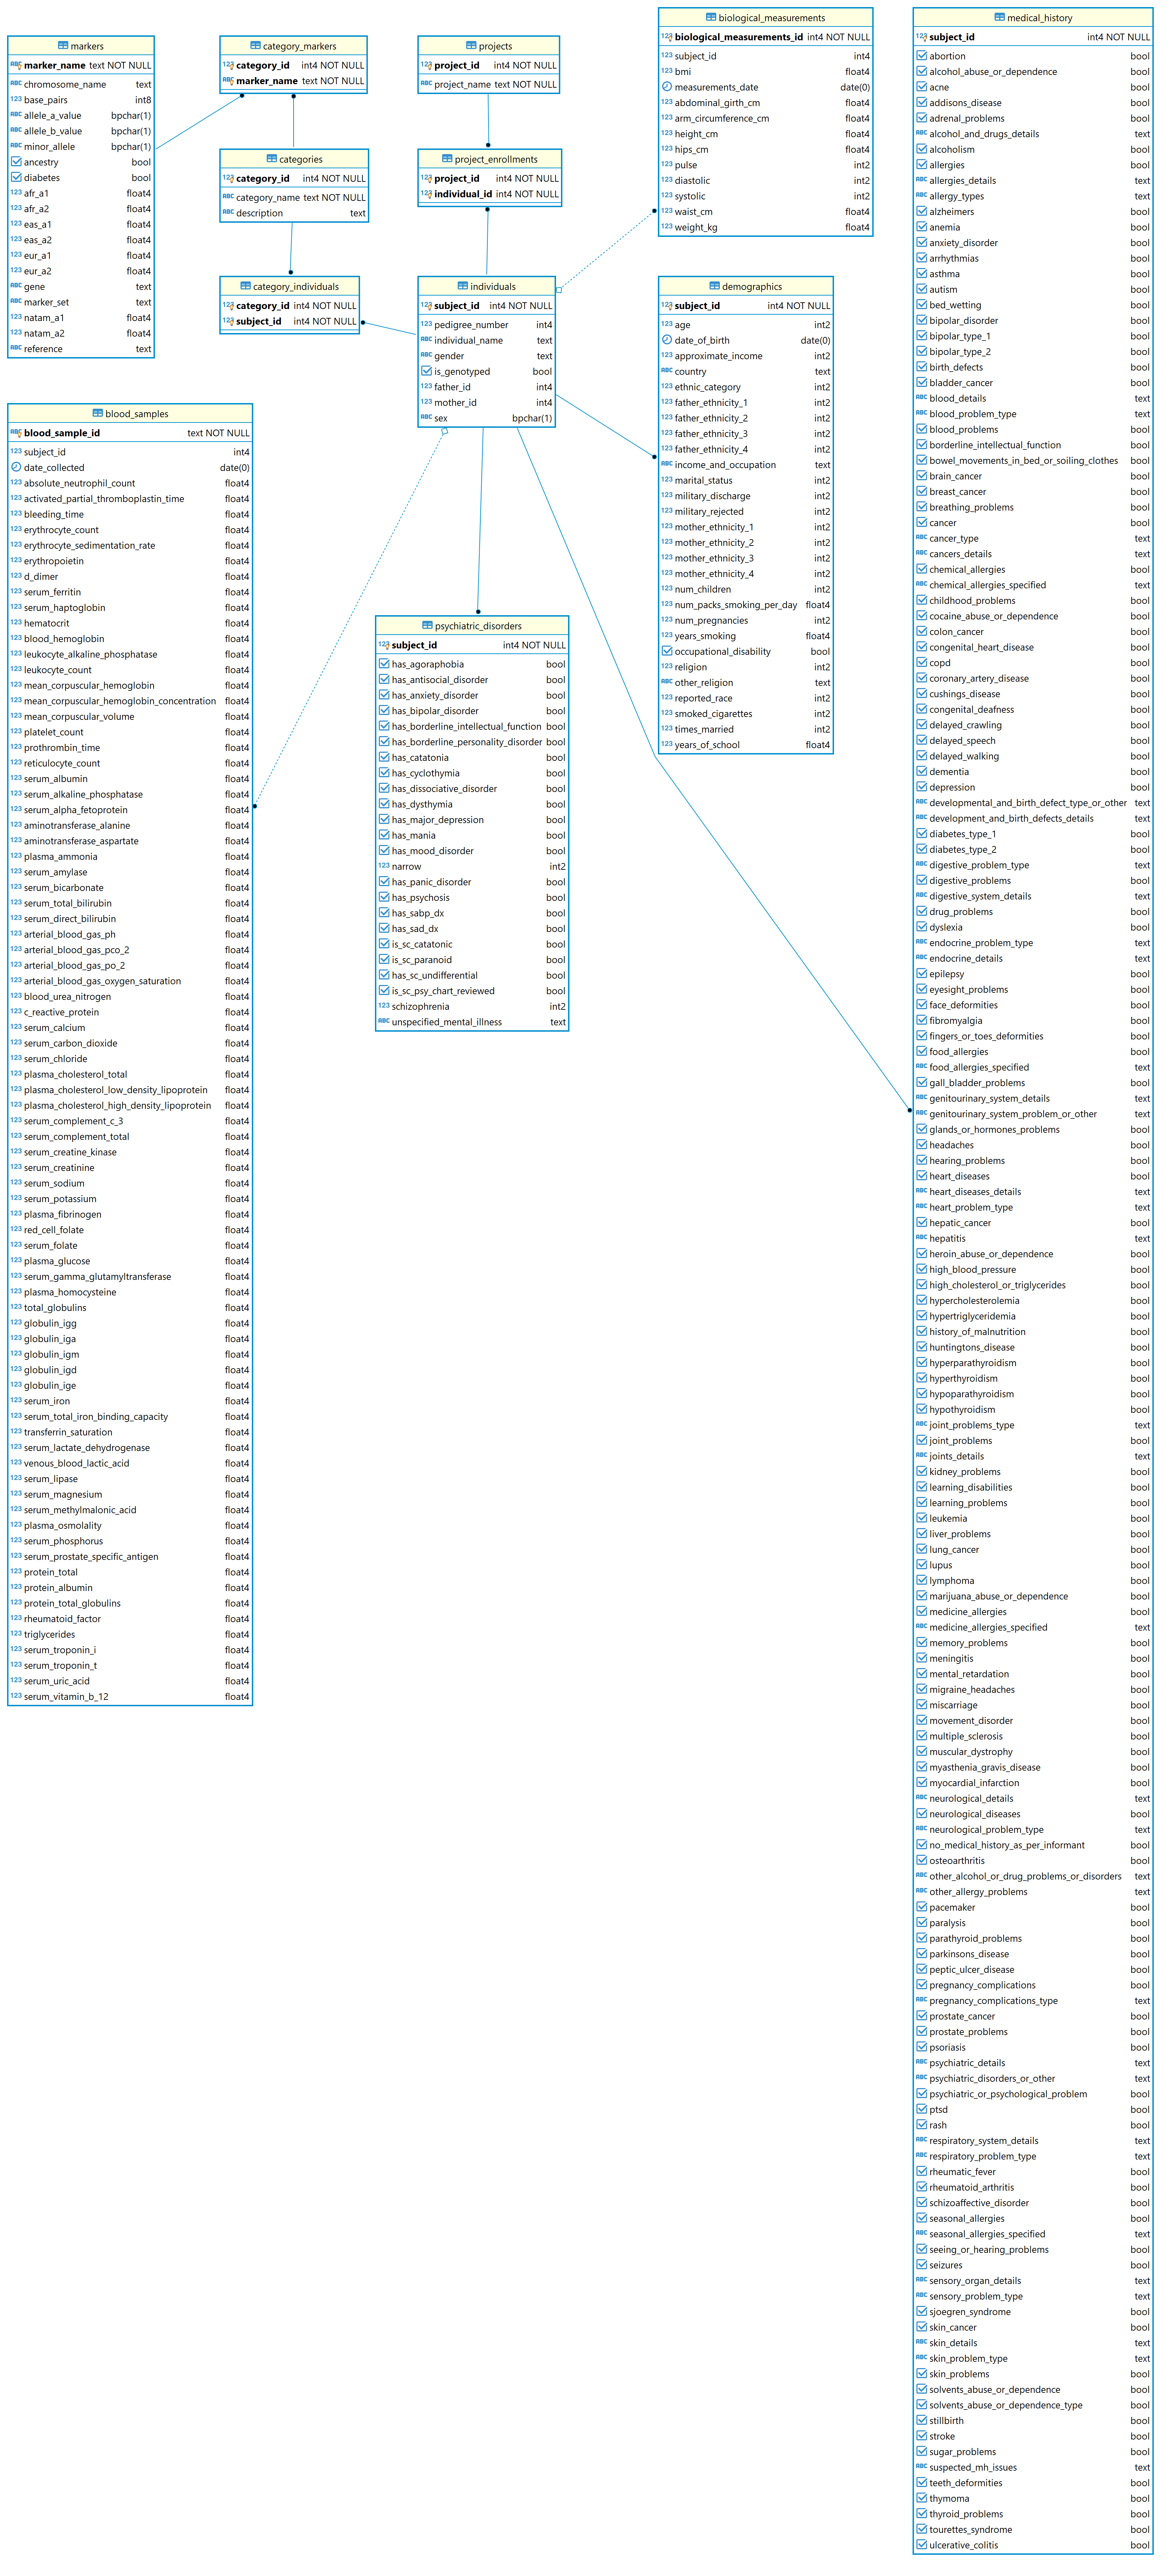 markers
marker_name text NOT NULL
chromosome_name text
base_pairs int8
allele_a_value bpchar(1)
allele_b_value bpchar(1)
minor_allele bpchar(1)
ancestry bool
diabetes bool
afr_a1 float4
afr_a2 float4
eas_a1 float4
eas_a2 float4
eur_a1 float4
eur_a2 float4
gene text
marker_set text
natam_a1 float4
natam_a2 float4
reference text
category_markers
category_id int4 NOT NULL
marker_name text NOT NULL
categories
category_id int4 NOT NULL
category_name text NOT NULL
description text
category_individuals
category_id int4 NOT NULL
subject_id int4 NOT NULL
projects
project_id int4 NOT NULL
project_name text NOT NULL
project_enrollments
project_id int4 NOT NULL
individual_id int4 NOT NULL
individuals
subject_id int4 NOT NULL
pedigree_number int4
individual_name text
gender text
is_genotyped bool
father_id int4
mother_id int4
sex bpchar(1)
biological_measurements
biological_measurements_id int4 NOT NULL
subject_id int4
bmi float4
measurements_date date(0)
abdominal_girth_cm float4
arm_circumference_cm float4
height_cm float4
hips_cm float4
pulse int2
diastolic int2
systolic int2
waist_cm float4
weight_kg float4
demographics
subject_id int4 NOT NULL
age int2
date_of_birth date(0)
approximate_income int2
country text
ethnic_category int2
father_ethnicity_1 int2
father_ethnicity_2 int2
father_ethnicity_3 int2
father_ethnicity_4 int2
income_and_occupation text
marital_status int2
military_discharge int2
military_rejected int2
mother_ethnicity_1 int2
mother_ethnicity_2 int2
mother_ethnicity_3 int2
mother_ethnicity_4 int2
num_children int2
num_packs_smoking_per_day float4
num_pregnancies int2
years_smoking float4
occupational_disability bool
religion int2
other_religion text
reported_race int2
smoked_cigarettes int2
times_married int2
years_of_school float4
blood_samples
blood_sample_id text NOT NULL
subject_id int4
date_collected date(0)
absolute_neutrophil_count float4
activated_partial_thromboplastin_time float4
bleeding_time float4
erythrocyte_count float4
erythrocyte_sedimentation_rate float4
erythropoietin float4
d_dimer float4
serum_ferritin float4
serum_haptoglobin float4
hematocrit float4
blood_hemoglobin float4
leukocyte_alkaline_phosphatase float4
leukocyte_count float4
mean_corpuscular_hemoglobin float4
mean_corpuscular_hemoglobin_concentration float4
mean_corpuscular_volume float4
platelet_count float4
prothrombin_time float4
reticulocyte_count float4
serum_albumin float4
serum_alkaline_phosphatase float4
serum_alpha_fetoprotein float4
aminotransferase_alanine float4
aminotransferase_aspartate float4
plasma_ammonia float4
serum_amylase float4
serum_bicarbonate float4
serum_total_bilirubin float4
serum_direct_bilirubin float4
arterial_blood_gas_ph float4
arterial_blood_gas_pco_2 float4
arterial_blood_gas_po_2 float4
arterial_blood_gas_oxygen_saturation float4
blood_urea_nitrogen float4
c_reactive_protein float4
serum_calcium float4
serum_carbon_dioxide float4
serum_chloride float4
plasma_cholesterol_total float4
plasma_cholesterol_low_density_lipoprotein float4
plasma_cholesterol_high_density_lipoprotein float4
serum_complement_c_3 float4
serum_complement_total float4
serum_creatine_kinase float4
serum_creatinine float4
serum_sodium float4
serum_potassium float4
plasma_fibrinogen float4
red_cell_folate float4
serum_folate float4
plasma_glucose float4
serum_gamma_glutamyltransferase float4
plasma_homocysteine float4
total_globulins float4
globulin_igg float4
globulin_iga float4
globulin_igm float4
globulin_igd float4
globulin_ige float4
serum_iron float4
serum_total_iron_binding_capacity float4
transferrin_saturation float4
serum_lactate_dehydrogenase float4
venous_blood_lactic_acid float4
serum_lipase float4
serum_magnesium float4
serum_methylmalonic_acid float4
plasma_osmolality float4
serum_phosphorus float4
serum_prostate_specific_antigen float4
protein_total float4
protein_albumin float4
protein_total_globulins float4
rheumatoid_factor float4
triglycerides float4
serum_troponin_i float4
serum_troponin_t float4
serum_uric_acid float4
serum_vitamin_b_12 float4
psychiatric_disorders
subject_id int4 NOT NULL
has_agoraphobia bool
has_antisocial_disorder bool
has_anxiety_disorder bool
has_bipolar_disorder bool
has_borderline_intellectual_function bool
has_borderline_personality_disorder bool
has_catatonia bool
has_cyclothymia bool
has_dissociative_disorder bool
has_dysthymia bool
has_major_depression bool
has_mania bool
has_mood_disorder bool
narrow int2
has_panic_disorder bool
has_psychosis bool
has_sabp_dx bool
has_sad_dx bool
is_sc_catatonic bool
is_sc_paranoid bool
has_sc_undifferential bool
is_sc_psy_chart_reviewed bool
schizophrenia int2
unspecified_mental_illness text
medical_history
subject_id int4 NOT NULL
abortion bool
alcohol_abuse_or_dependence bool
acne bool
addisons_disease bool
adrenal_problems bool
alcohol_and_drugs_details text
alcoholism bool
allergies bool
allergies_details text
allergy_types text
alzheimers bool
anemia bool
anxiety_disorder bool
arrhythmias bool
asthma bool
autism bool
bed_wetting bool
bipolar_disorder bool
bipolar_type_1 bool
bipolar_type_2 bool
birth_defects bool
bladder_cancer bool
blood_details text
blood_problem_type text
blood_problems bool
borderline_intellectual_function bool
bowel_movements_in_bed_or_soiling_clothes bool
brain_cancer bool
breast_cancer bool
breathing_problems bool
cancer bool
cancer_type text
cancers_details text
chemical_allergies bool
chemical_allergies_specified text
childhood_problems bool
cocaine_abuse_or_dependence bool
colon_cancer bool
congenital_heart_disease bool
copd bool
coronary_artery_disease bool
cushings_disease bool
congenital_deafness bool
delayed_crawling bool
delayed_speech bool
delayed_walking bool
dementia bool
depression bool
developmental_and_birth_defect_type_or_other text
development_and_birth_defects_details text
diabetes_type_1 bool
diabetes_type_2 bool
digestive_problem_type text
digestive_problems bool
digestive_system_details text
drug_problems bool
dyslexia bool
endocrine_problem_type text
endocrine_details text
epilepsy bool
eyesight_problems bool
face_deformities bool
fibromyalgia bool
fingers_or_toes_deformities bool
food_allergies bool
food_allergies_specified text
gall_bladder_problems bool
genitourinary_system_details text
genitourinary_system_problem_or_other text
glands_or_hormones_problems bool
headaches bool
hearing_problems bool
heart_diseases bool
heart_diseases_details text
heart_problem_type text
hepatic_cancer bool
hepatitis text
heroin_abuse_or_dependence bool
high_blood_pressure bool
high_cholesterol_or_triglycerides bool
hypercholesterolemia bool
hypertriglyceridemia bool
history_of_malnutrition bool
huntingtons_disease bool
hyperparathyroidism bool
hyperthyroidism bool
hypoparathyroidism bool
hypothyroidism bool
joint_problems_type text
joint_problems bool
joints_details text
kidney_problems bool
learning_disabilities bool
learning_problems bool
leukemia bool
liver_problems bool
lung_cancer bool
lupus bool
lymphoma bool
marijuana_abuse_or_dependence bool
medicine_allergies bool
medicine_allergies_specified text
memory_problems bool
meningitis bool
mental_retardation bool
migraine_headaches bool
miscarriage bool
movement_disorder bool
multiple_sclerosis bool
muscular_dystrophy bool
myasthenia_gravis_disease bool
myocardial_infarction bool
neurological_details text
neurological_diseases bool
neurological_problem_type text
no_medical_history_as_per_informant bool
osteoarthritis bool
other_alcohol_or_drug_problems_or_disorders text
other_allergy_problems text
pacemaker bool
paralysis bool
parathyroid_problems bool
parkinsons_disease bool
peptic_ulcer_disease bool
pregnancy_complications bool
pregnancy_complications_type text
prostate_cancer bool
prostate_problems bool
psoriasis bool
psychiatric_details text
psychiatric_disorders_or_other text
psychiatric_or_psychological_problem bool
ptsd bool
rash bool
respiratory_system_details text
respiratory_problem_type text
rheumatic_fever bool
rheumatoid_arthritis bool
schizoaffective_disorder bool
seasonal_allergies bool
seasonal_allergies_specified text
seeing_or_hearing_problems bool
seizures bool
sensory_organ_details text
sensory_problem_type text
sjoegren_syndrome bool
skin_cancer bool
skin_details text
skin_problem_type text
skin_problems bool
solvents_abuse_or_dependence bool
solvents_abuse_or_dependence_type bool
stillbirth bool
stroke bool
sugar_problems bool
suspected_mh_issues text
teeth_deformities bool
thymoma bool
thyroid_problems bool
tourettes_syndrome bool
ulcerative_colitis bool